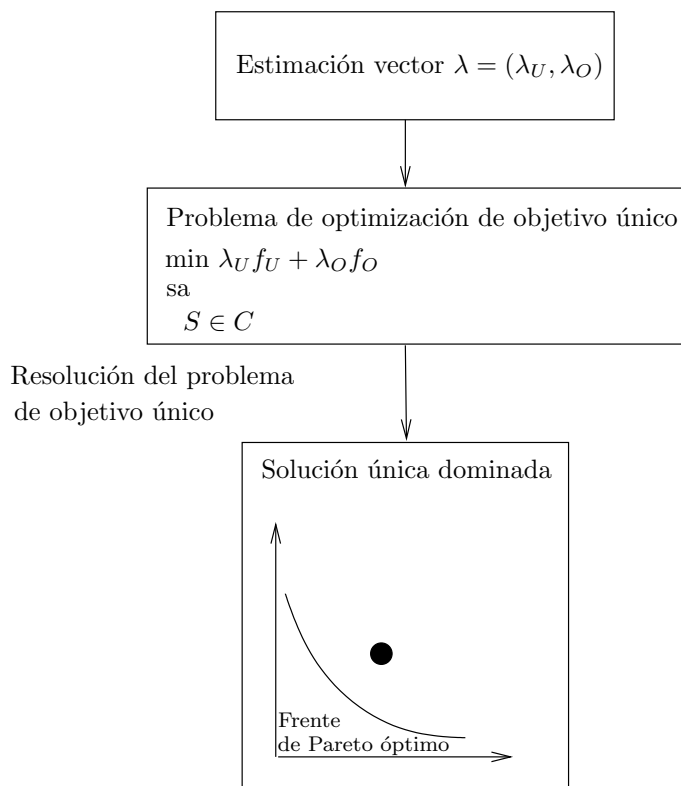 Estimación vector λ = (λ_U, λ_O)
Problema de optimización de objetivo único
min λ_U f_U + λ_O f_O
sa
S ∈ C
Resolución del problema
de objetivo único
Solución única dominada
Frente
de Pareto óptimo